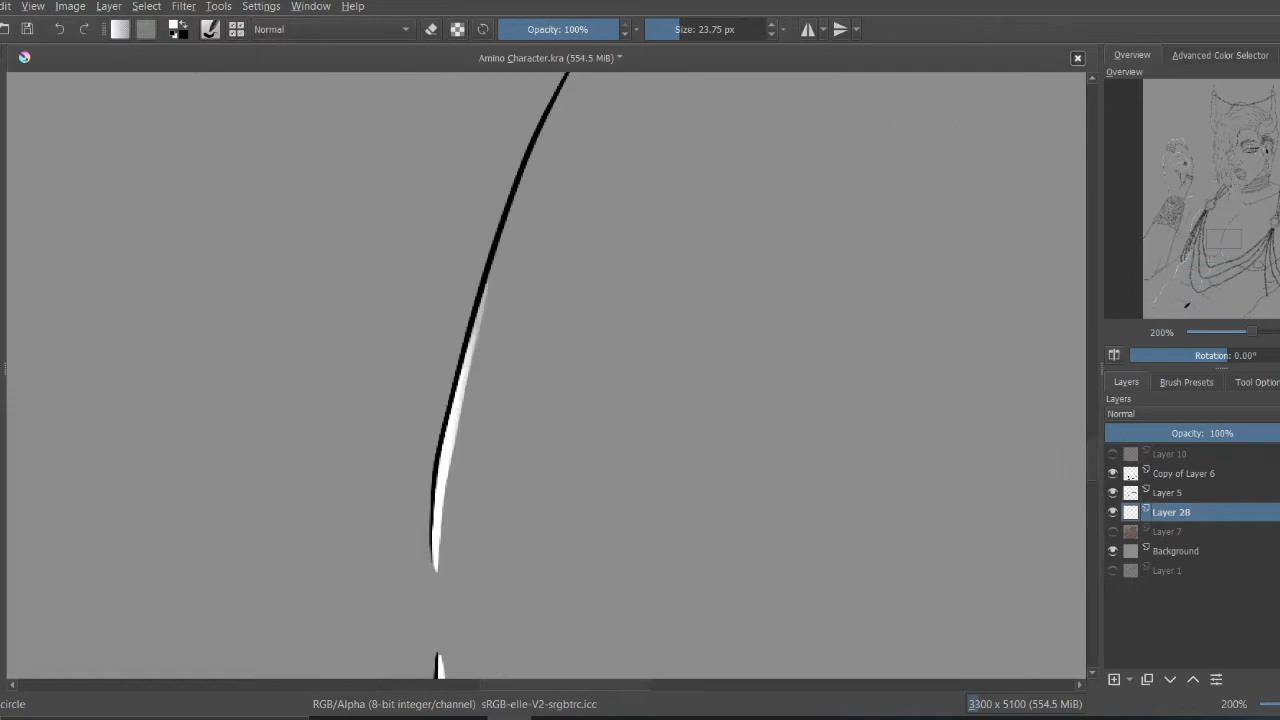 dit View Image Layer Select Filter Tools Settings Window Help
Normal Opacity: 100% Size: 23.75 px
Amino Character.kra (554.5 MiB) *
Overview Advanced Color Selector
Overview
200%
Rotation: 0.00°
Layers Brush Presets Tool Option
Layers
Normal
Opacity: 100%
Layer 10
Copy of Layer 6
Layer 5
Layer 28
Layer 7
Background
Layer 1
circle RGB/Alpha (8-bit integer/channel) sRGB-elle-V2-srgbtrc.icc 3300 x 5100 (554.5 MiB) 200%